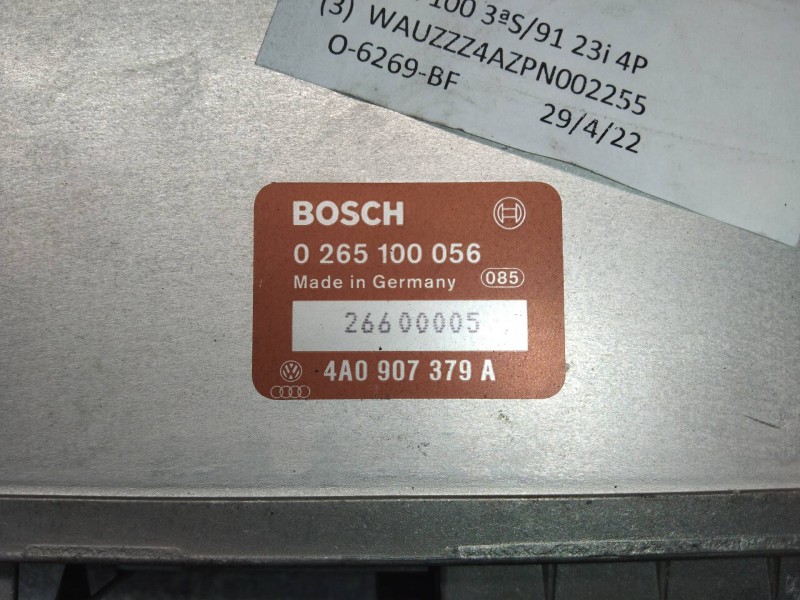 100 3ªS/91 23i 4P
(3) WAUZZZ4AZPN002255
O-6269-BF 29/4/22
BOSCH
0 265 100 056
Made in Germany 085
26600005
4A0 907 379 A